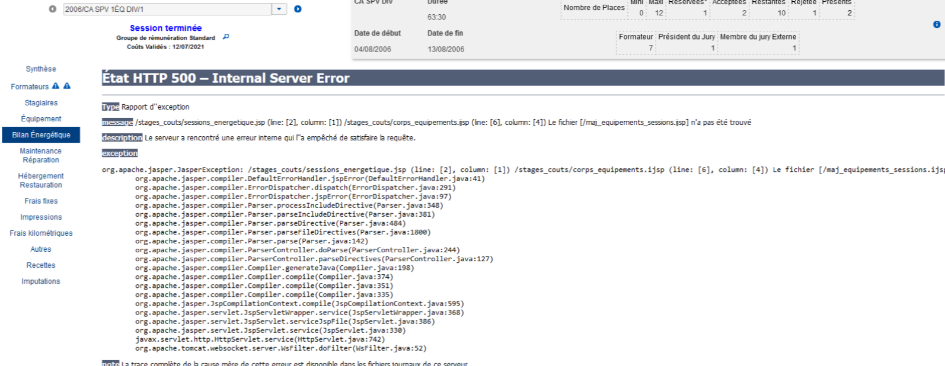 2006/CA SPV 1ÉQ DIV/1
Session terminée
Groupe de rémunération Standard
Coûts Validés : 12/07/2021
CA SPV DIV
Durée
63:30
Date de début
Date de fin
04/08/2006
13/08/2006
Mini Maxi Réservées* Acceptées Restantes Rejetée Présents
Nombre de Places
0 12 1 2 10 1 2
Formateur Président du Jury Membre du jury Externe
7 1 1
Synthèse
Formateurs
Stagiaires
Équipement
Bilan Énergétique
Maintenance
Réparation
Hébergement
Restauration
Frais fixes
Impressions
Frais kilométriques
Autres
Recettes
Imputations
État HTTP 500 – Internal Server Error
Type Rapport d''exception
message /stages_couts/sessions_energetique.jsp (line: [2], column: [1]) /stages_couts/corps_equipements.ijsp (line: [6], column: [4]) Le fichier [/maj_equipements_sessions.ijsp] n'a pas été trouvé
description Le serveur a rencontré une erreur interne qui l''a empêché de satisfaire la requête.
exception
org.apache.jasper.JasperException: /stages_couts/sessions_energetique.jsp (line: [2], column: [1]) /stages_couts/corps_equipements.ijsp (line: [6], column: [4]) Le fichier [/maj_equipements_sessions.ijsp
org.apache.jasper.compiler.DefaultErrorHandler.jspError(DefaultErrorHandler.java:41)
org.apache.jasper.compiler.ErrorDispatcher.dispatch(ErrorDispatcher.java:291)
org.apache.jasper.compiler.ErrorDispatcher.jspError(ErrorDispatcher.java:97)
org.apache.jasper.compiler.Parser.processIncludeDirective(Parser.java:348)
org.apache.jasper.compiler.Parser.parseIncludeDirective(Parser.java:381)
org.apache.jasper.compiler.Parser.parseDirective(Parser.java:484)
org.apache.jasper.compiler.Parser.parseFileDirectives(Parser.java:1800)
org.apache.jasper.compiler.Parser.parse(Parser.java:142)
org.apache.jasper.compiler.ParserController.doParse(ParserController.java:244)
org.apache.jasper.compiler.ParserController.parseDirectives(ParserController.java:127)
org.apache.jasper.compiler.Compiler.generateJava(Compiler.java:198)
org.apache.jasper.compiler.Compiler.compile(Compiler.java:374)
org.apache.jasper.compiler.Compiler.compile(Compiler.java:351)
org.apache.jasper.compiler.Compiler.compile(Compiler.java:335)
org.apache.jasper.JspCompilationContext.compile(JspCompilationContext.java:595)
org.apache.jasper.servlet.JspServletWrapper.service(JspServletWrapper.java:368)
org.apache.jasper.servlet.JspServlet.serviceJspFile(JspServlet.java:386)
org.apache.jasper.servlet.JspServlet.service(JspServlet.java:330)
javax.servlet.http.HttpServlet.service(HttpServlet.java:742)
org.apache.tomcat.websocket.server.WsFilter.doFilter(WsFilter.java:52)
note La trace complète de la cause mère de cette erreur est disponible dans les fichiers journaux de ce serveur.